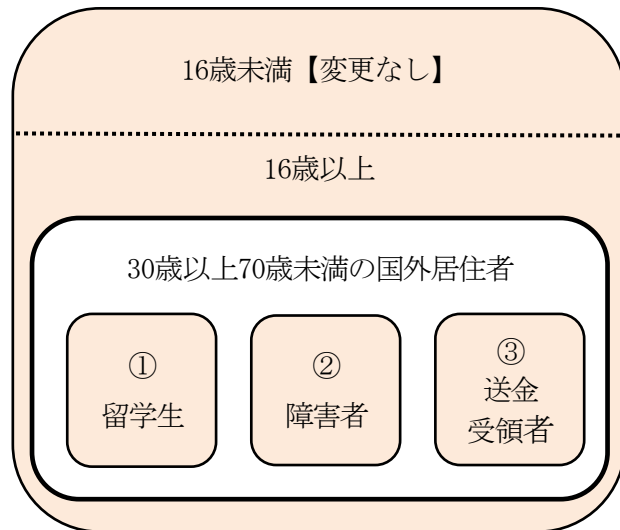 16歳未満【変更なし】
16歳以上
30歳以上70歳未満の国外居住者
①
留学生
②
障害者
③
送金
受領者